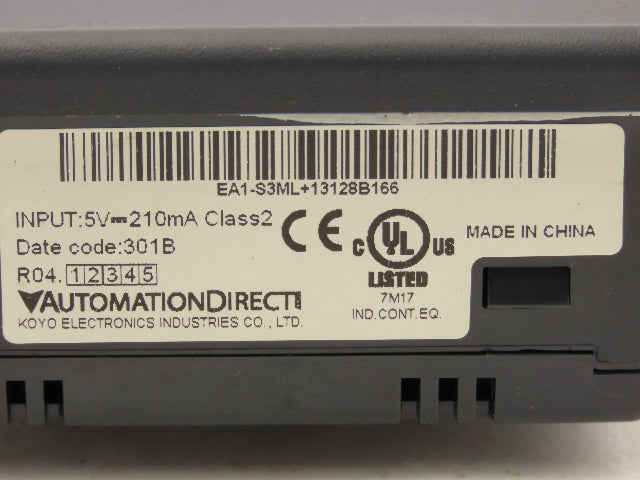 EA1-S3ML+13128B166
INPUT:5V⎓210mA Class2
Date code:301B
R04. 1 2 3 4 5
AUTOMATIONDIRECT
KOYO ELECTRONICS INDUSTRIES CO., LTD.
CE
C UL US
LISTED
7M17
IND.CONT.EQ.
MADE IN CHINA